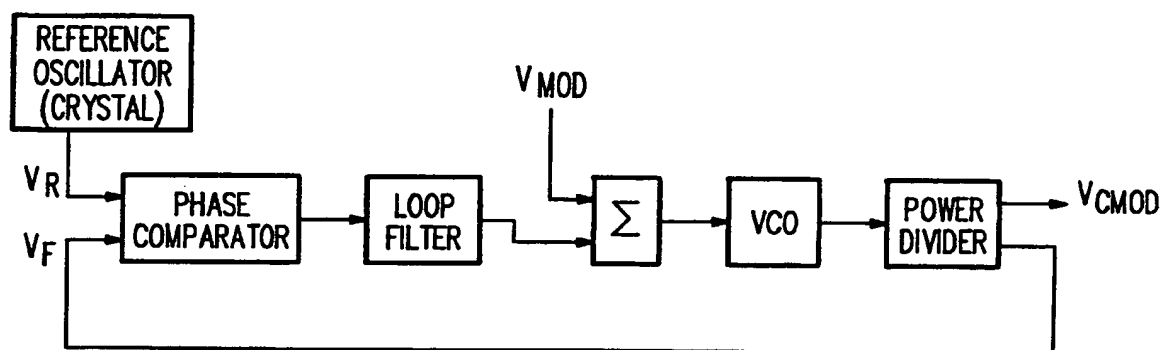 REFERENCE
OSCILLATOR
(CRYSTAL)
V_MOD
V_R
V_F
PHASE
COMPARATOR
LOOP
FILTER
Σ
VCO
POWER
DIVIDER
V_CMOD